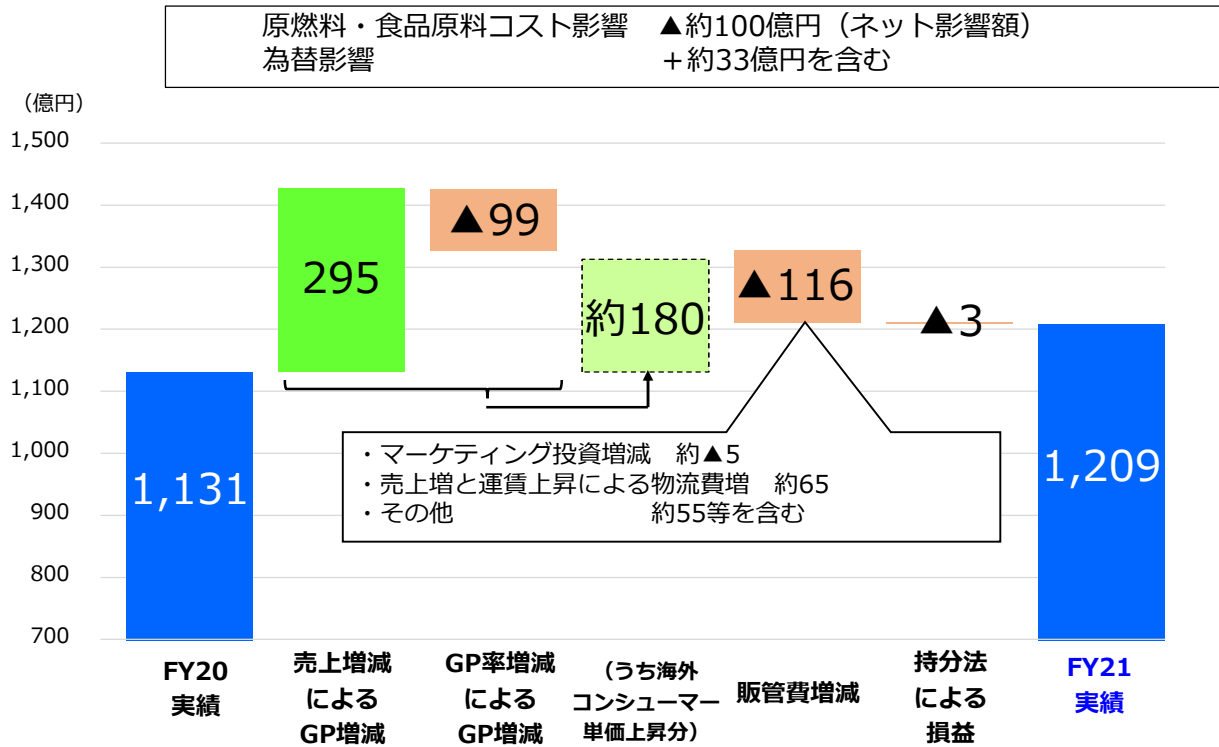 原燃料・食品原料コスト影響　▲約100億円（ネット影響額）
為替影響　＋約33億円を含む
（億円）
1,500
1,400
1,300
1,200
1,100
1,000
900
800
700
1,131
295
▲99
約180
▲116
▲3
1,209
・マーケティング投資増減　約▲5
・売上増と運賃上昇による物流費増　約65
・その他　約55等を含む
FY20
実績
売上増減
による
GP増減
GP率増減
による
GP増減
（うち海外
コンシューマー
単価上昇分）
販管費増減
持分法
による
損益
FY21
実績